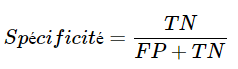 Spécificité = TN / (FP + TN)